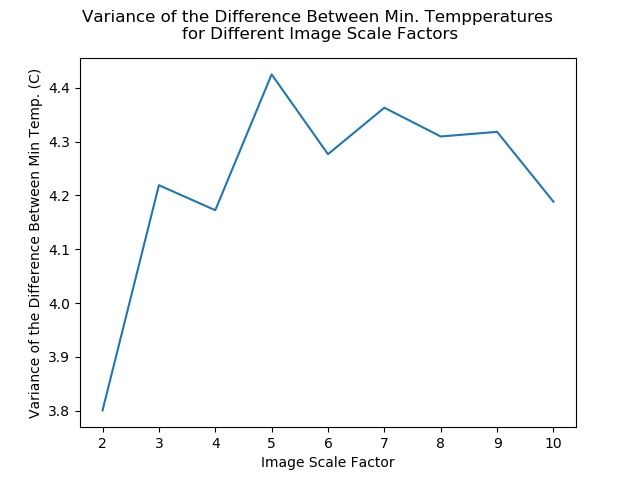 Variance of the Difference Between Min. Tempperatures
for Different Image Scale Factors
Variance of the Difference Between Min Temp. (C)
4.4
4.3
4.2
4.1
4.0
3.9
3.8
2 3 4 5 6 7 8 9 10
Image Scale Factor